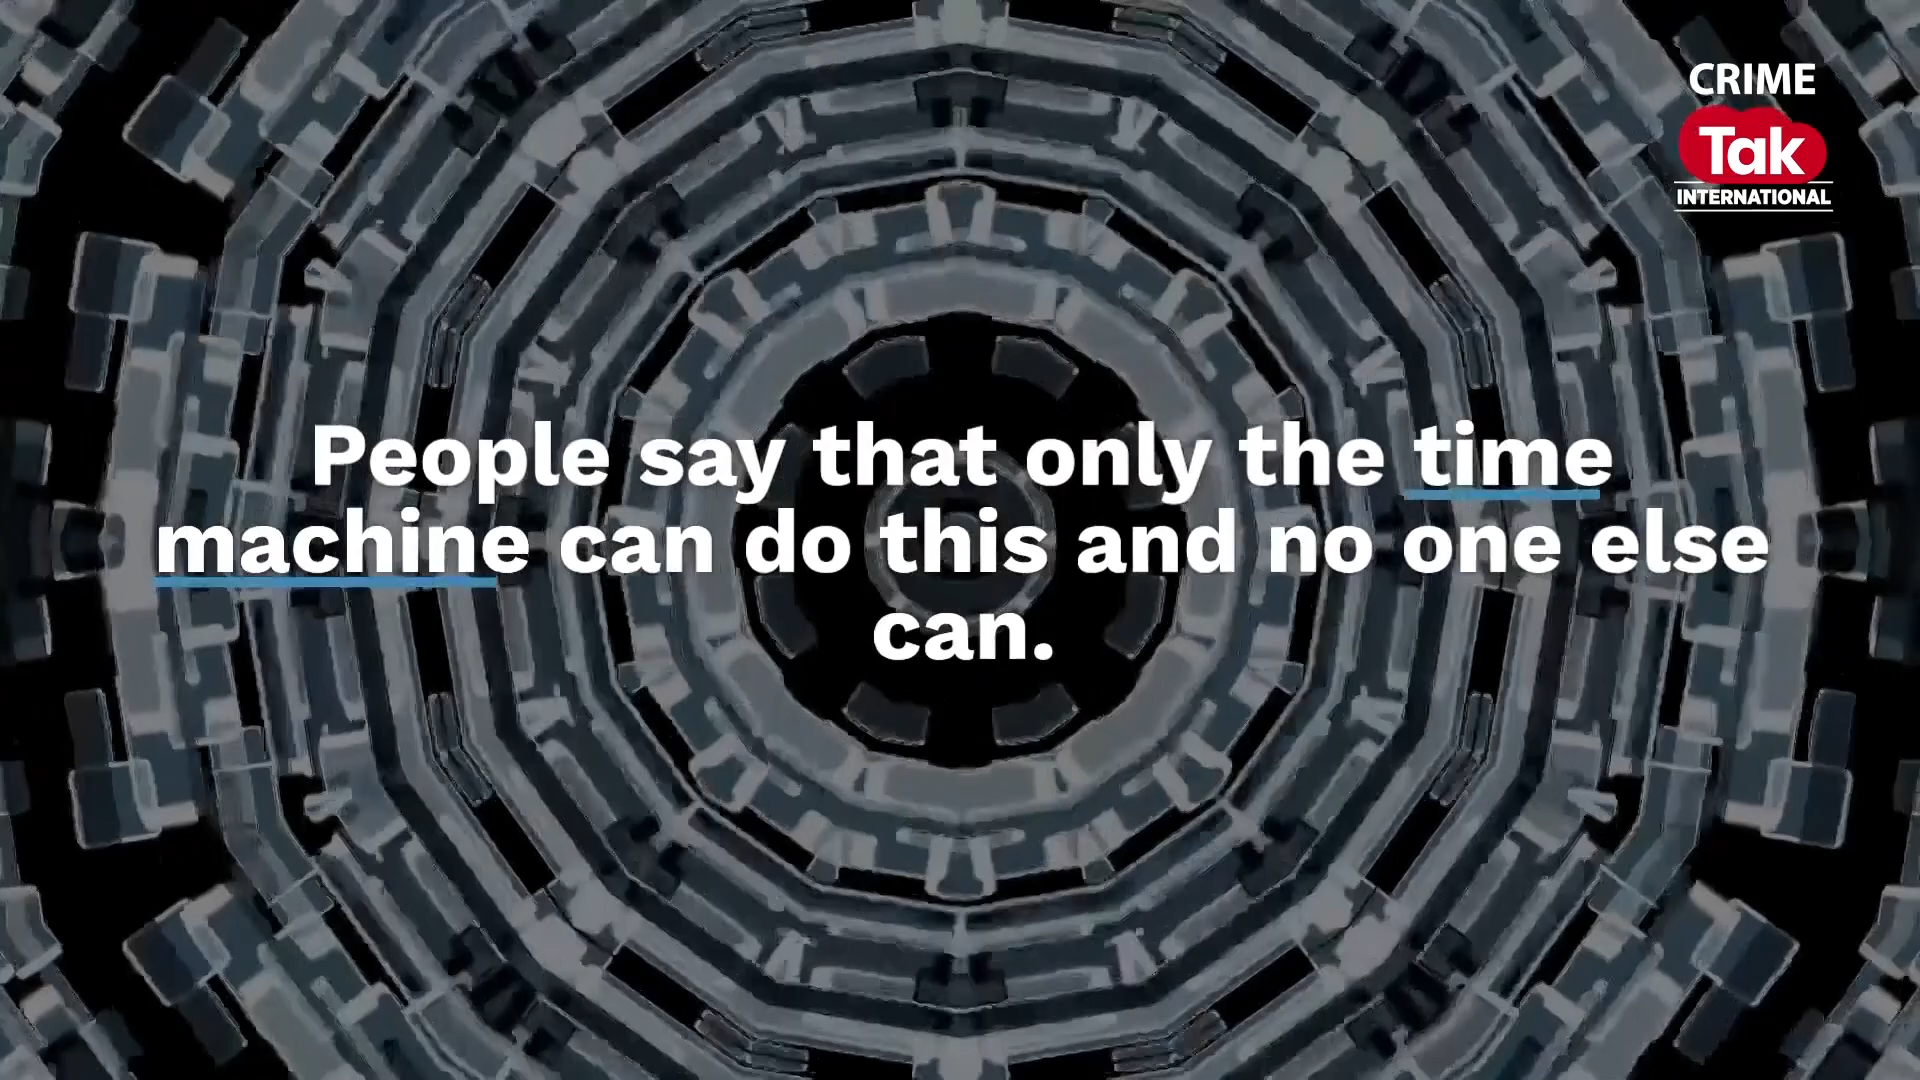 CRIME
Tak
INTERNATIONAL
People say that only the time
machine can do this and no one else
can.